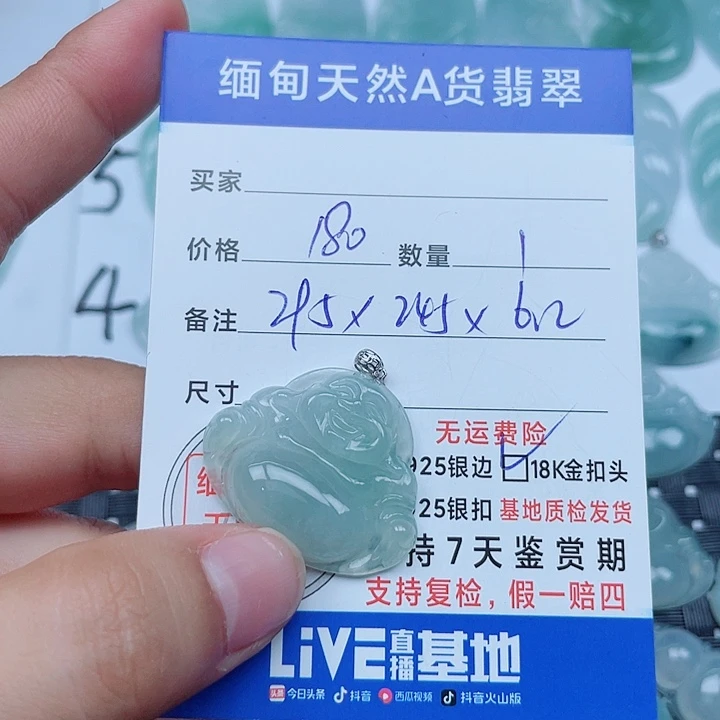 缅甸天然A货翡翠
买家
5
价格 180 数量 1
4
备注 215x245x6.2
尺寸
无运费险
925银边 18K金扣头
925银扣 基地质检发货
持7天鉴赏期
支持复检，假一赔四
LiVE直播基地
今日头条 抖音 西瓜视频 抖音火山版